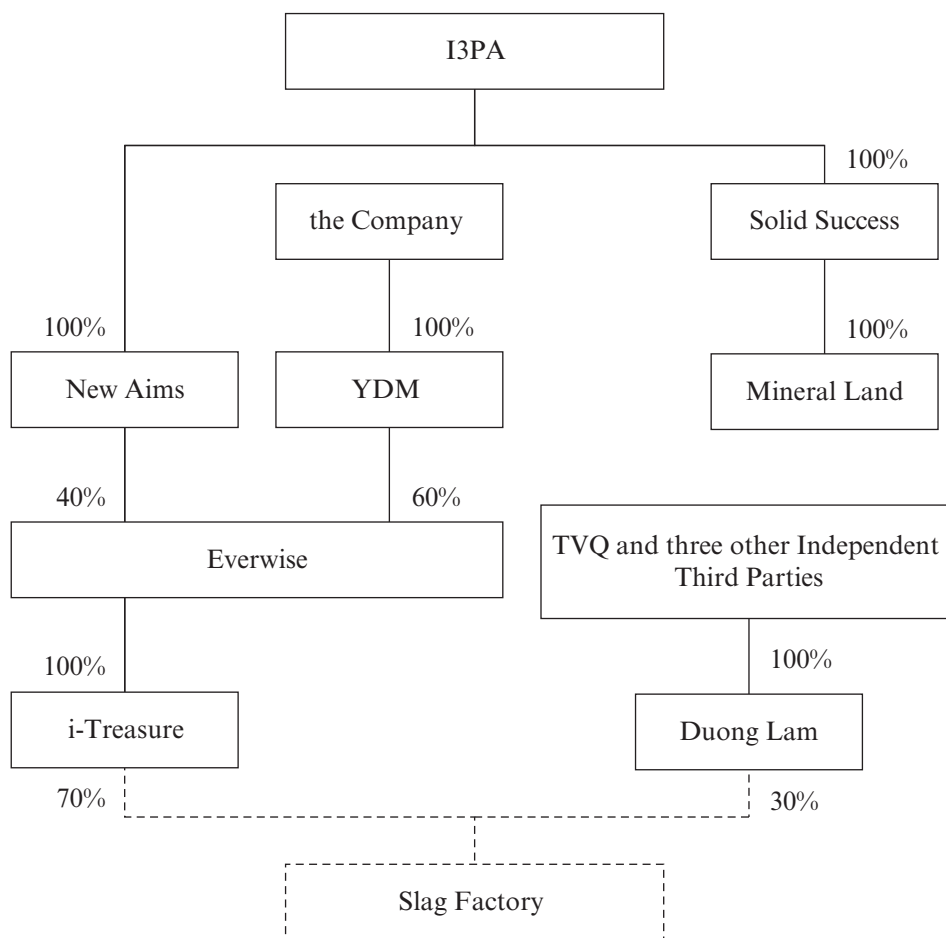 I3PA
100%
the Company
Solid Success
100%
100%
100%
New Aims
YDM
Mineral Land
40%
60%
Everwise
TVQ and three other Independent
Third Parties
100%
100%
i-Treasure
Duong Lam
70%
30%
Slag Factory